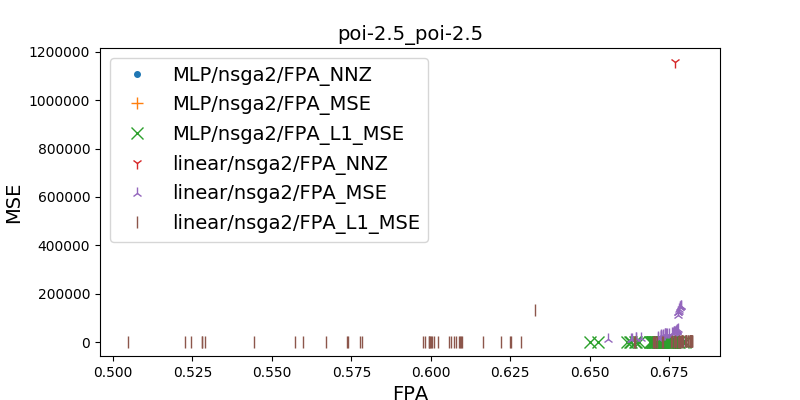 poi-2.5_poi-2.5
1200000
1000000
800000
600000
400000
200000
0
MSE
MLP/nsga2/FPA_NNZ
MLP/nsga2/FPA_MSE
MLP/nsga2/FPA_L1_MSE
linear/nsga2/FPA_NNZ
linear/nsga2/FPA_MSE
linear/nsga2/FPA_L1_MSE
0.500 0.525 0.550 0.575 0.600 0.625 0.650 0.675
FPA